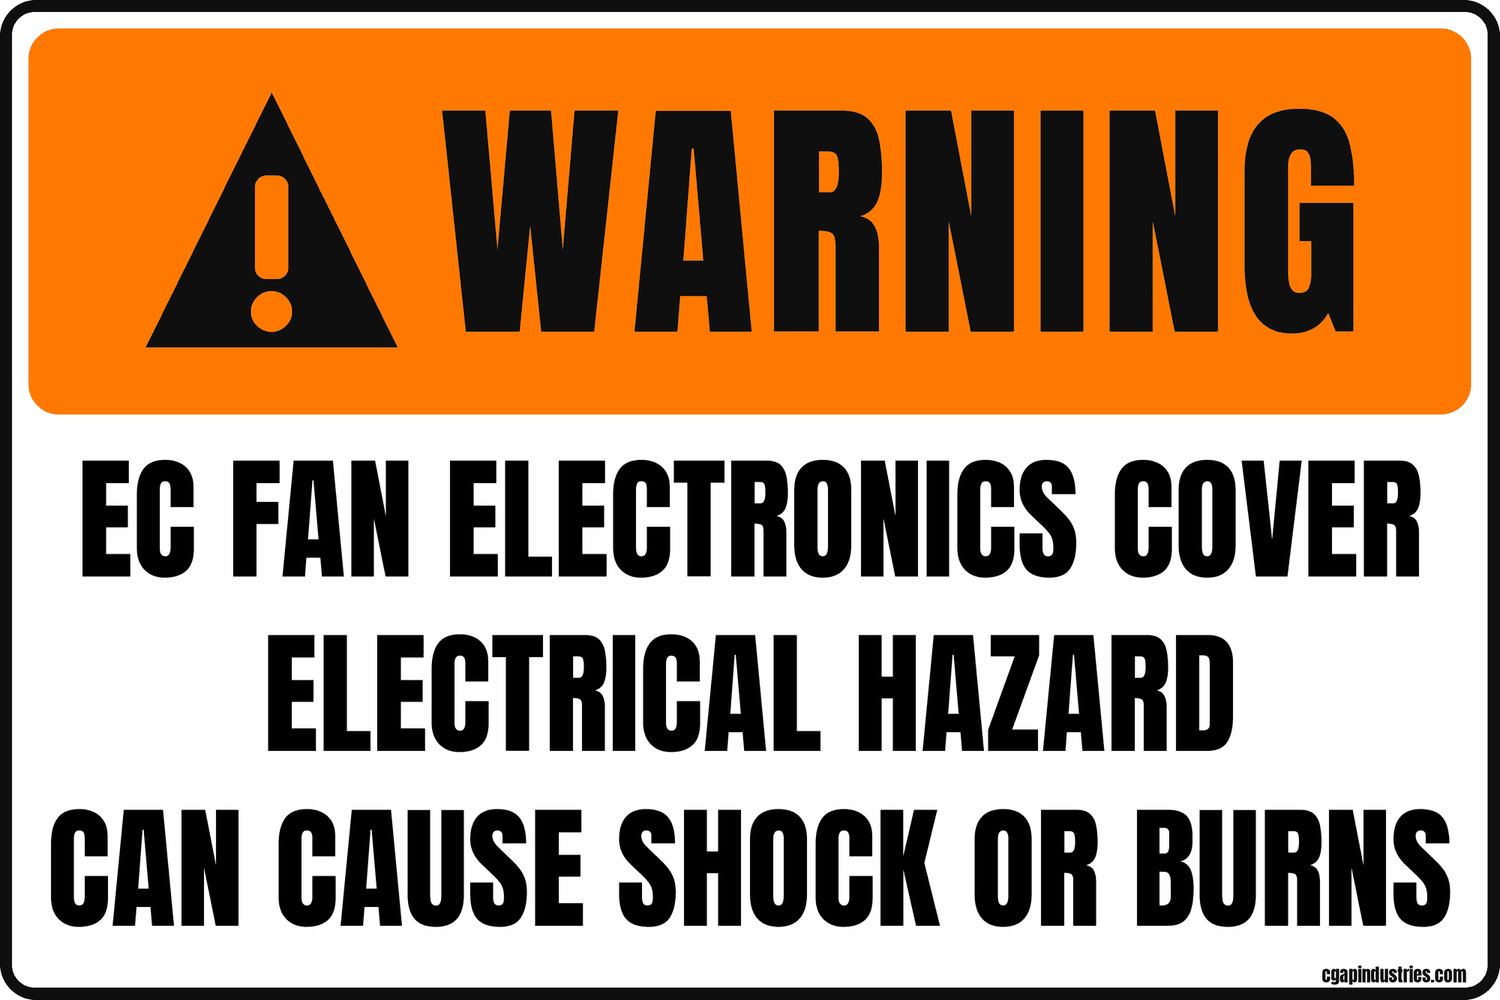 WARNING
EC FAN ELECTRONICS COVER
ELECTRICAL HAZARD
CAN CAUSE SHOCK OR BURNS
cgapindustries.com